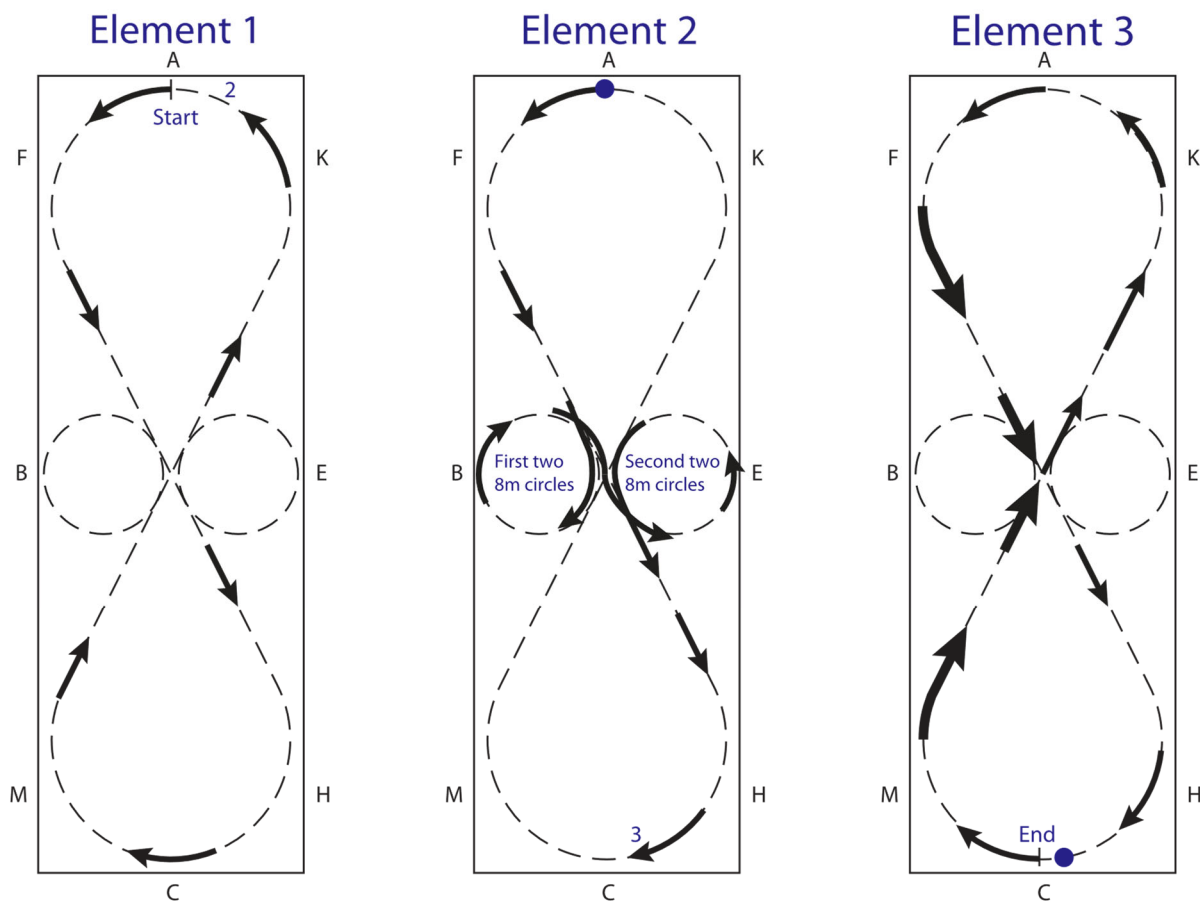 Element 1
Element 2
Element 3
A
A
A
2
Start
F
K
F
K
F
K
B
E
B
First two
8m circles
Second two
8m circles
E
B
E
M
H
M
H
M
H
3
End
C
C
C